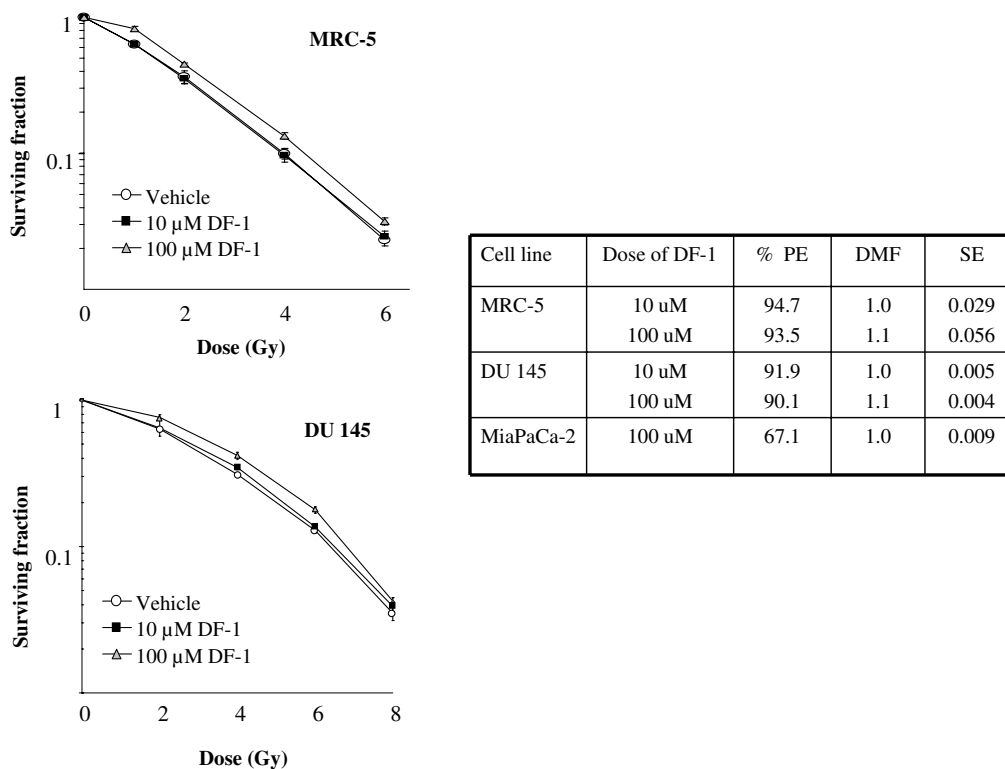 MRC-5
1
0.1
Surviving fraction
Vehicle
10 µM DF-1
100 µM DF-1
0 2 4 6
Dose (Gy)
DU 145
1
0.1
Surviving fraction
Vehicle
10 µM DF-1
100 µM DF-1
0 2 4 6 8
Dose (Gy)
Cell line Dose of DF-1 % PE DMF SE
MRC-5 10 uM 94.7 1.0 0.029
100 uM 93.5 1.1 0.056
DU 145 10 uM 91.9 1.0 0.005
100 uM 90.1 1.1 0.004
MiaPaCa-2 100 uM 67.1 1.0 0.009